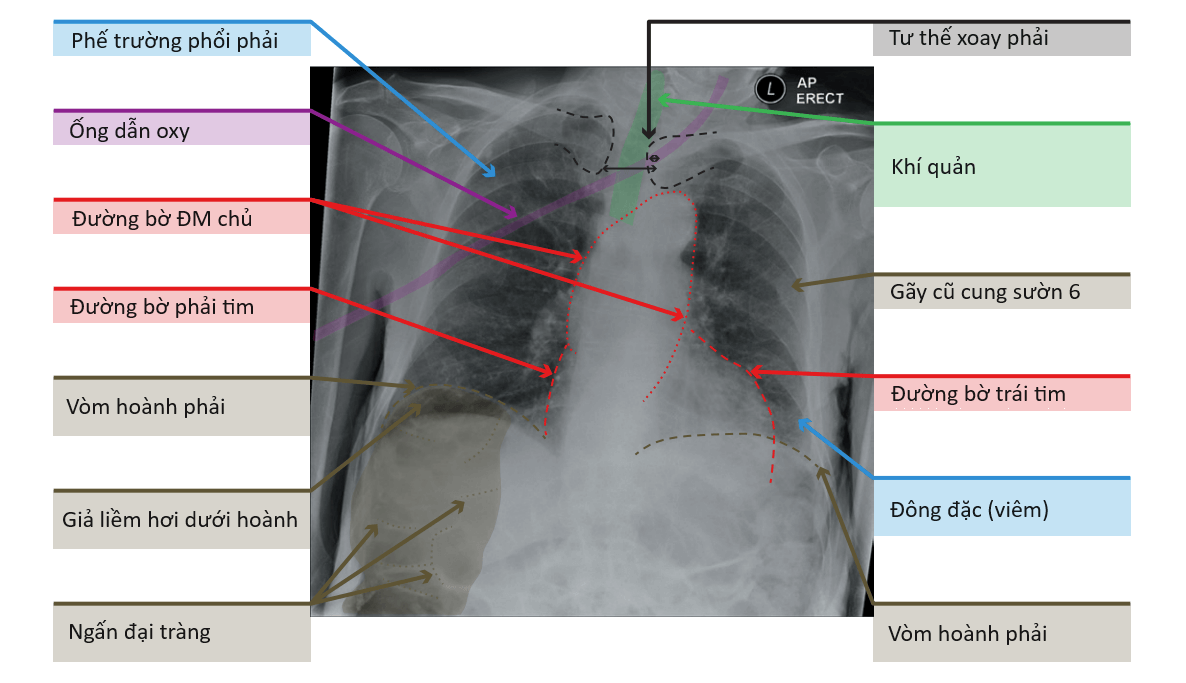 Phế trường phổi phải
Ống dẫn oxy
Đường bờ ĐM chủ
Đường bờ phải tim
Vòm hoành phải
Giả liềm hơi dưới hoành
Ngấn đại tràng
L
AP
ERECT
Tư thế xoay phải
Khí quản
Gãy cũ cung sườn 6
Đường bờ trái tim
Đông đặc (viêm)
Vòm hoành phải